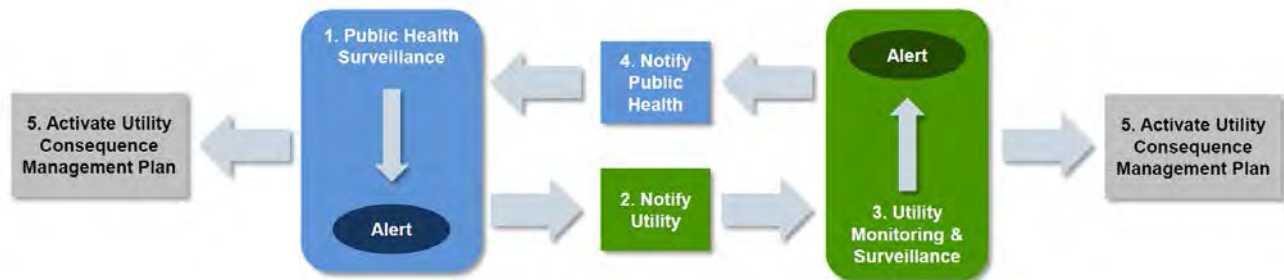 1. Public Health
Surveillance
Alert
4. Notify
Public
Health
Alert
5. Activate Utility
Consequence
Management Plan
5. Activate Utility
Consequence
Management Plan
Alert
2. Notify
Utility
3. Utility
Monitoring &
Surveillance